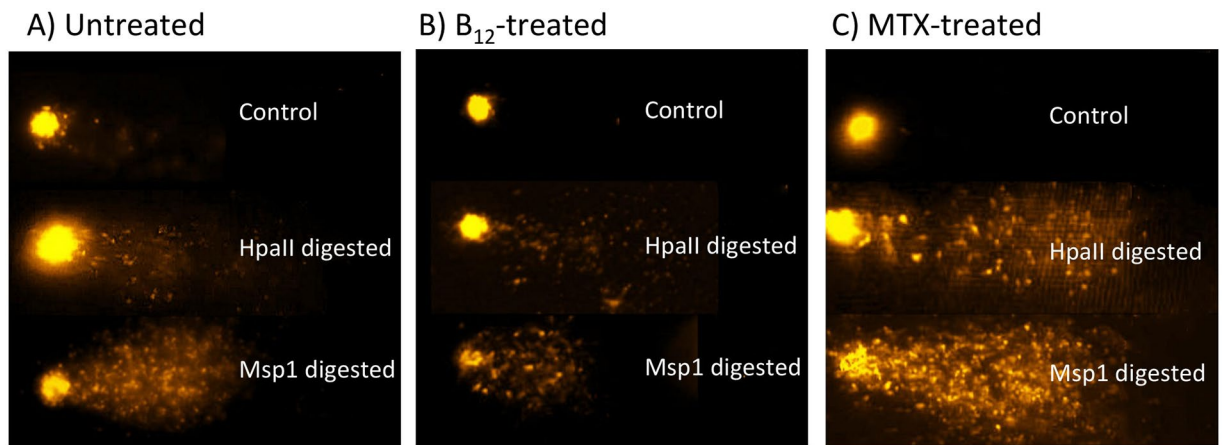 A) Untreated
B) B₁₂-treated
C) MTX-treated
Control
Control
Control
HpaII digested
HpaII digested
HpaII digested
Msp1 digested
Msp1 digested
Msp1 digested